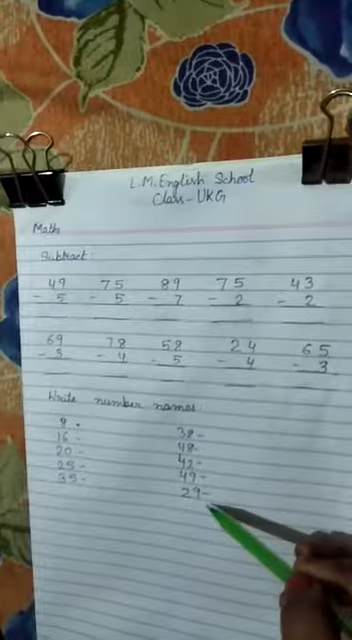 L.M. English School
Class - UKG
Maths
Subtract:
49 75 89 75 43
- 5 - 5 - 7 - 2 - 2
69 78 58 24 65
- 3 - 4 - 5 - 4 - 3
Write number names:
9 -
16 -
20 -
25 -
35 -
38 -
48 -
42 -
49 -
29 -